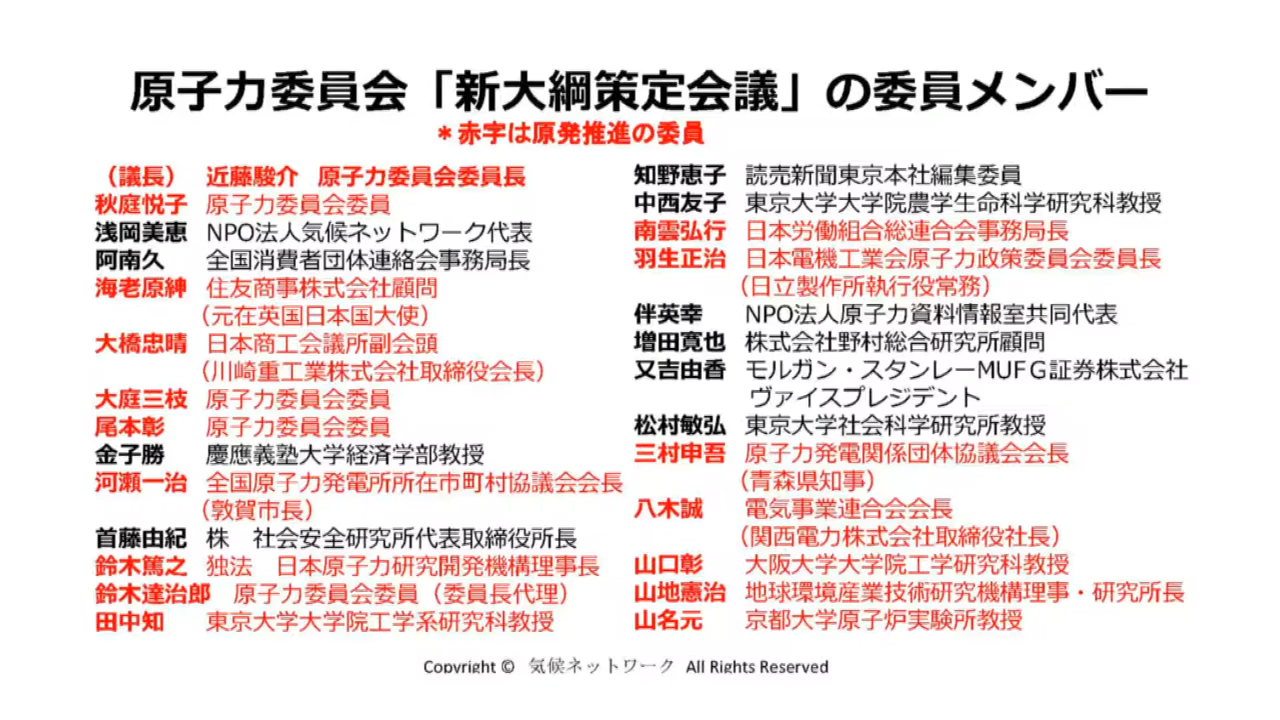 原子力委員会「新大綱策定会議」の委員メンバー
＊赤字は原発推進の委員
（議長）　近藤駿介　原子力委員会委員長
秋庭悦子　原子力委員会委員
浅岡美恵　NPO法人気候ネットワーク代表
阿南久　全国消費者団体連絡会事務局長
海老原紳　住友商事株式会社顧問
（元在英国日本国大使）
大橋忠晴　日本商工会議所副会頭
（川崎重工業株式会社取締役会長）
大庭三枝　原子力委員会委員
尾本彰　原子力委員会委員
金子勝　慶應義塾大学経済学部教授
河瀬一治　全国原子力発電所所在市町村協議会会長
（敦賀市長）
首藤由紀　株　社会安全研究所代表取締役所長
鈴木篤之　独法　日本原子力研究開発機構理事長
鈴木達治郎　原子力委員会委員（委員長代理）
田中知　東京大学大学院工学系研究科教授
知野恵子　読売新聞東京本社編集委員
中西友子　東京大学大学院農学生命科学研究科教授
南雲弘行　日本労働組合総連合会事務局長
羽生正治　日本電機工業会原子力政策委員会委員長
（日立製作所執行役常務）
伴英幸　NPO法人原子力資料情報室共同代表
増田寛也　株式会社野村総合研究所顧問
又吉由香　モルガン・スタンレーMUFＧ証券株式会社
ヴァイスプレジデント
松村敏弘　東京大学社会科学研究所教授
三村申吾　原子力発電関係団体協議会会長
（青森県知事）
八木誠　電気事業連合会会長
（関西電力株式会社取締役社長）
山口彰　大阪大学大学院工学研究科教授
山地憲治　地球環境産業技術研究機構理事・研究所長
山名元　京都大学原子炉実験所教授
Copyright ©　気候ネットワーク　All Rights Reserved